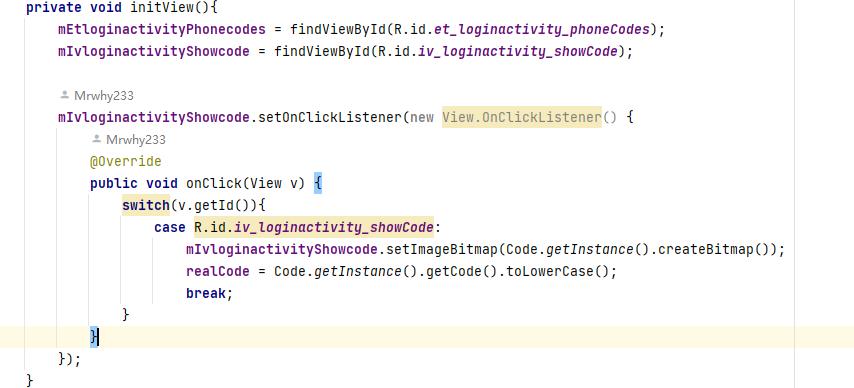 private void initView(){
mEtloginactivityPhonecodes = findViewById(R.id.et_loginactivity_phoneCodes);
mIvloginactivityShowcode = findViewById(R.id.iv_loginactivity_showCode);
Mrwhy233
mIvloginactivityShowcode.setOnClickListener(new View.OnClickListener() {
Mrwhy233
@Override
public void onClick(View v) {
switch(v.getId()){
case R.id.iv_loginactivity_showCode:
mIvloginactivityShowcode.setImageBitmap(Code.getInstance().createBitmap());
realCode = Code.getInstance().getCode().toLowerCase();
break;
}
}
});
}